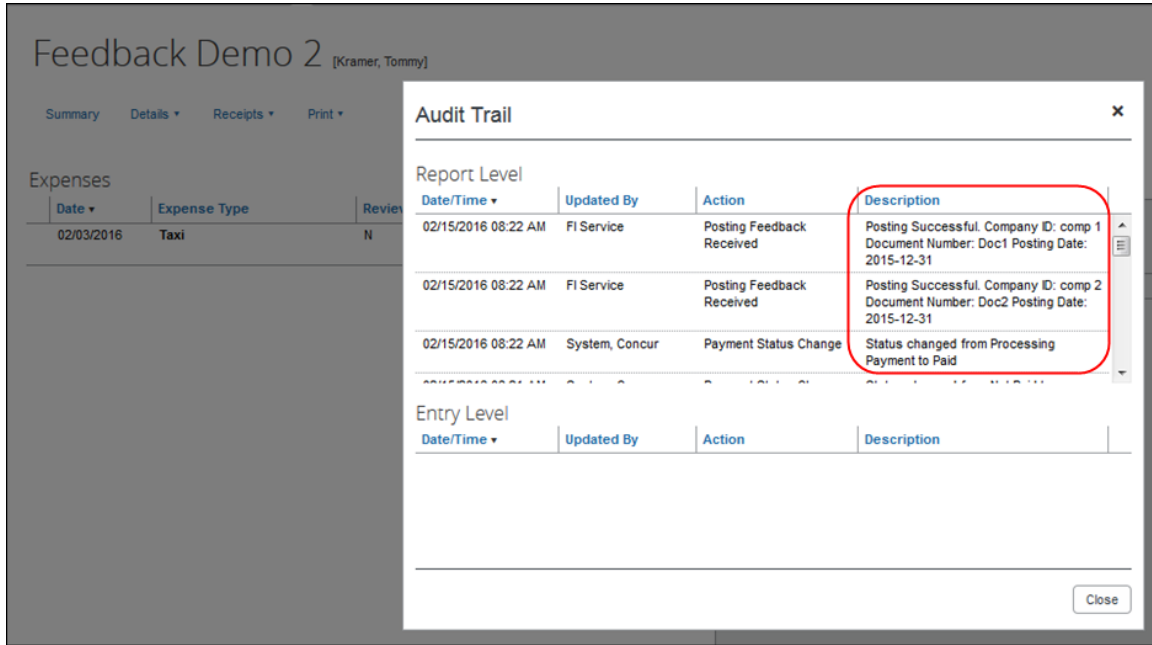 Feedback Demo 2 [Kramer, Tommy]
Summary Details Receipts Print
Expenses
Date Expense Type Review
02/03/2016 Taxi N
Audit Trail
Report Level
Date/Time Updated By Action Description
02/15/2016 08:22 AM FI Service Posting Feedback Posting Successful. Company ID: comp 1
Received Document Number: Doc1 Posting Date:
2015-12-31
02/15/2016 08:22 AM FI Service Posting Feedback Posting Successful. Company ID: comp 2
Received Document Number: Doc2 Posting Date:
2015-12-31
02/15/2016 08:22 AM System, Concur Payment Status Change Status changed from Processing
Payment to Paid
Entry Level
Date/Time Updated By Action Description
Close